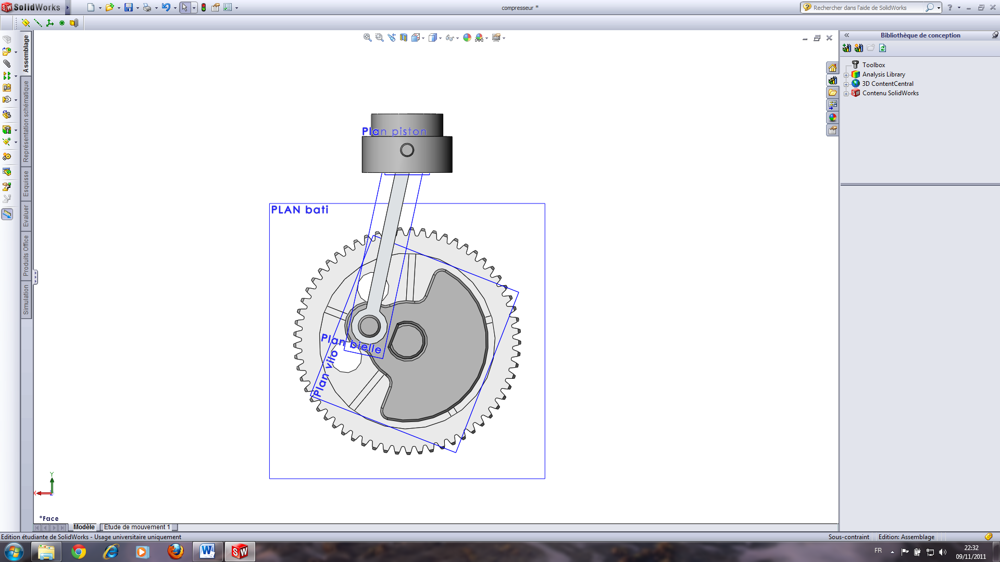 SolidWorks
compresseur *
Rechercher dans l'aide de SolidWorks
Assemblage
Représentation schématique
Esquisse
Evaluer
Produits Office
Simulation
Bibliothèque de conception
Toolbox
Analysis Library
3D ContentCentral
Contenu SolidWorks
Plan piston
PLAN bati
Plan bielle
Plan vilo
Y
X
*Face
Modèle
Etude de mouvement 1
Edition étudiante de SolidWorks - Usage universitaire uniquement
Sous-contraint
Edition: Assemblage
FR
22:32
09/11/2011